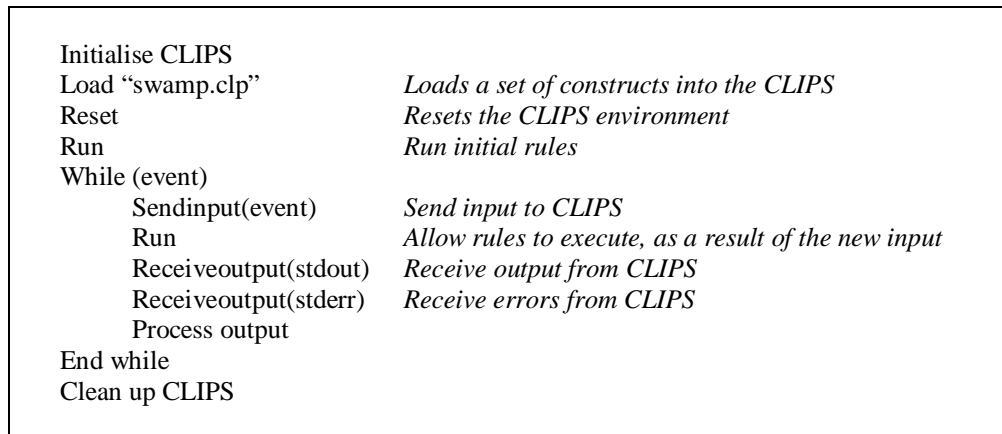 Initialise CLIPS
Load “swamp.clp” Loads a set of constructs into the CLIPS
Reset Resets the CLIPS environment
Run Run initial rules
While (event)
Sendinput(event) Send input to CLIPS
Run Allow rules to execute, as a result of the new input
Receiveoutput(stdout) Receive output from CLIPS
Receiveoutput(stderr) Receive errors from CLIPS
Process output
End while
Clean up CLIPS